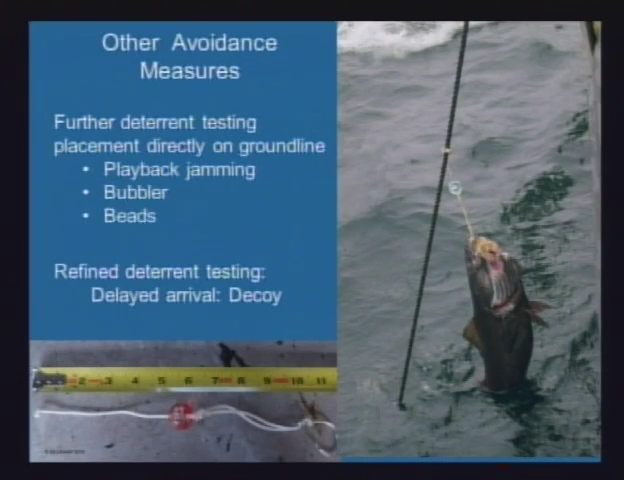 Other Avoidance
Measures
Further deterrent testing
placement directly on groundline
• Playback jamming
• Bubbler
• Beads
Refined deterrent testing:
Delayed arrival: Decoy
2 3 4 5 6 7 8 9 10 11